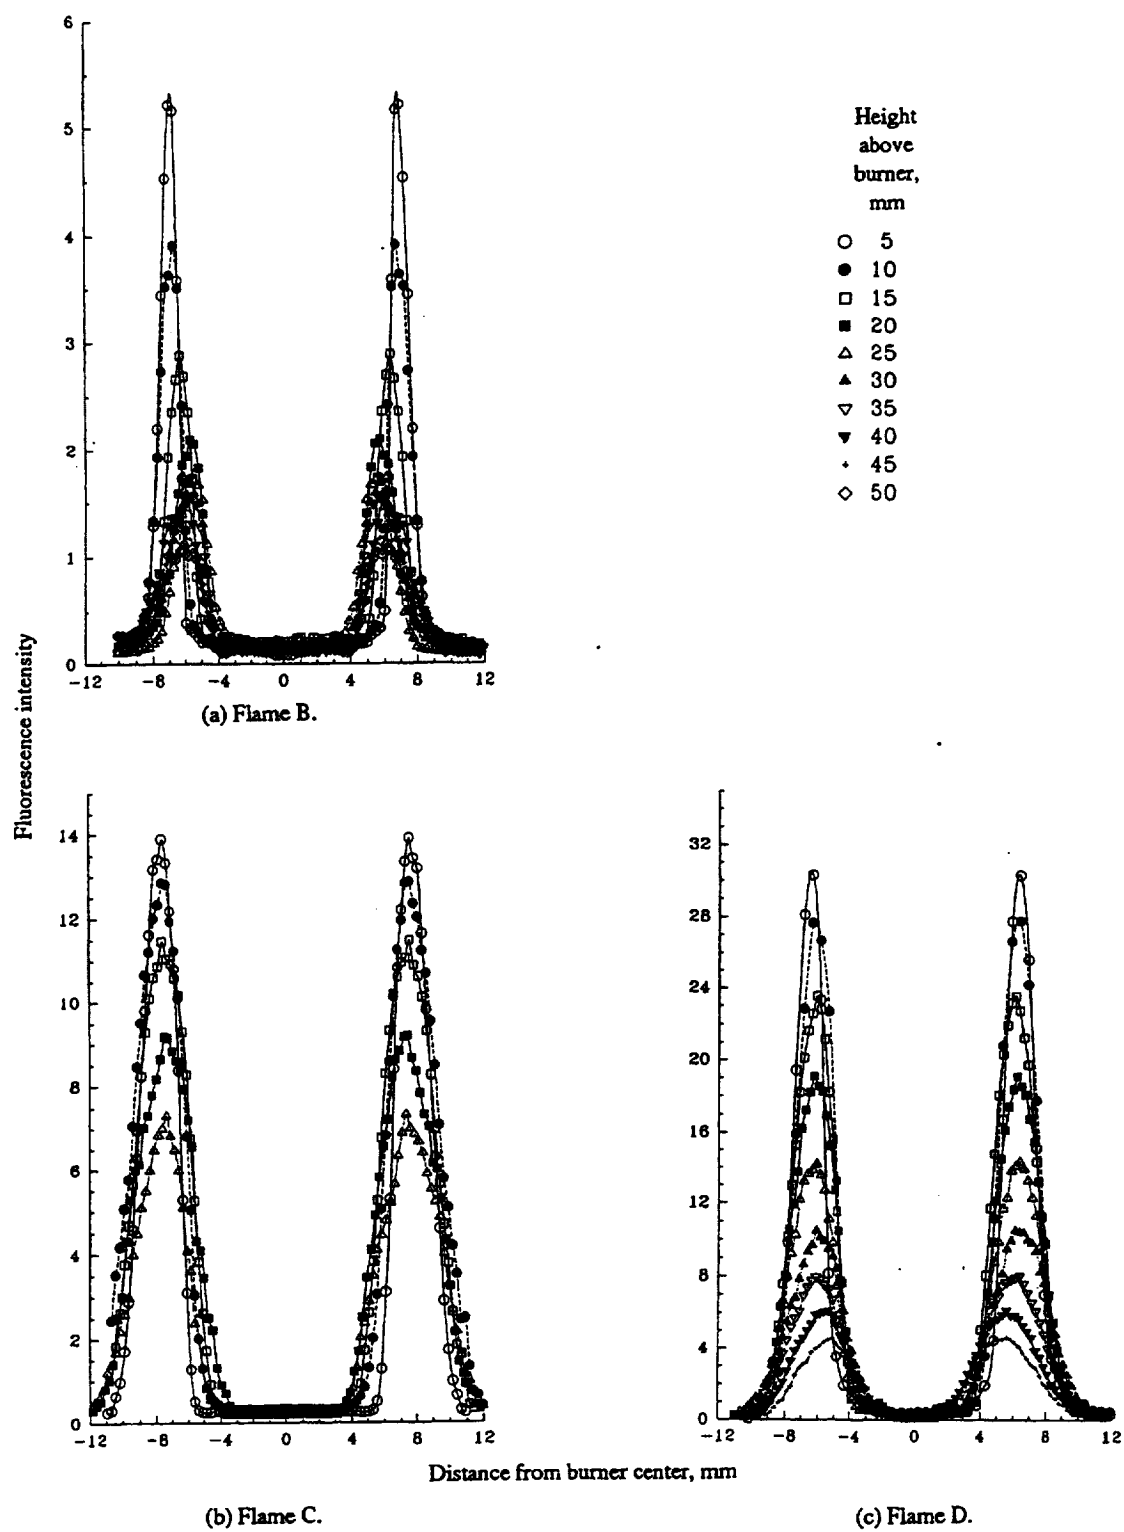 6
5
4
3
2
1
0
-12 -8 -4 0 4 8 12
(a) Flame B.
Height
above
burner,
mm
5
10
15
20
25
30
35
40
45
50
Fluorescence intensity
14
12
10
8
6
4
2
0
-12 -8 -4 0 4 8 12
32
28
24
20
16
12
8
4
0
-12 -8 -4 0 4 8 12
Distance from burner center, mm
(b) Flame C.
(c) Flame D.